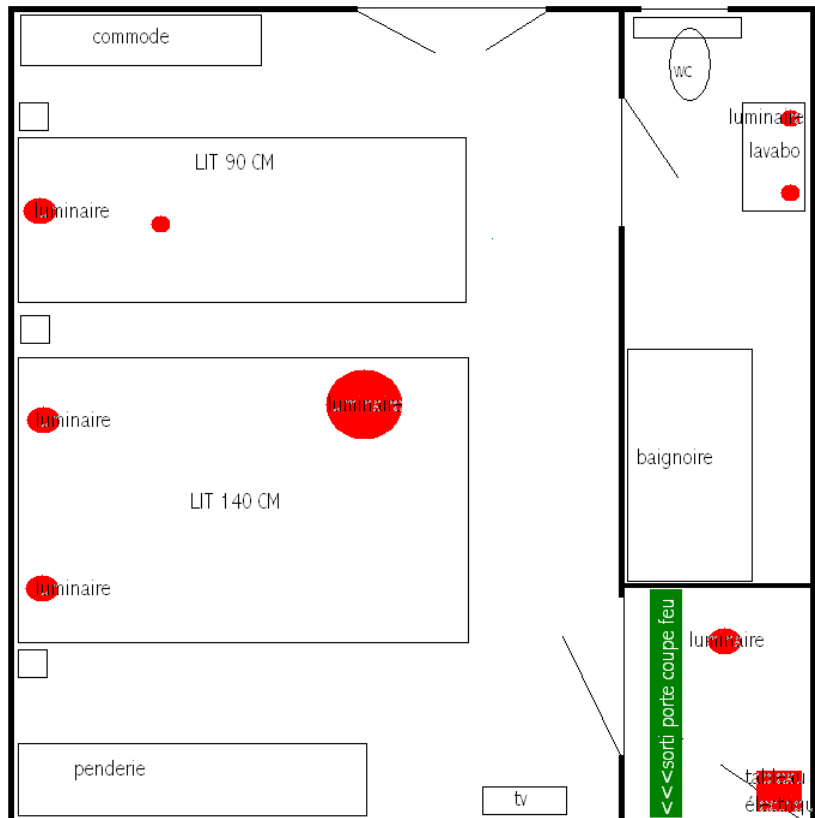 commode
wc
luminaire
lavabo
LIT 90 CM
luminaire
luminaire
luminaire
baignoire
LIT 140 CM
luminaire
<<<sorti porte coupe feu
luminaire
penderie
tv
tableau
électriqu